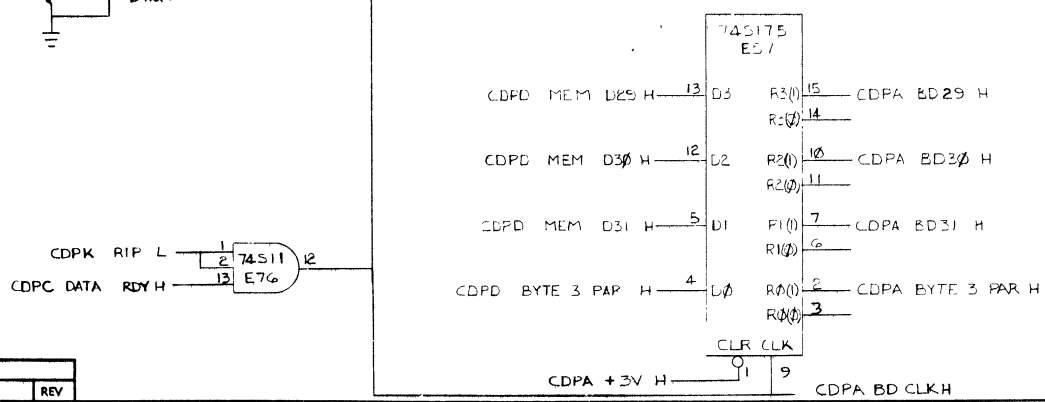 74S175
E57
CDPD MEM D29 H 13 D3 R3(1) 15 CDPA BD29 H
R3(0) 14
CDPD MEM D3Ø H 12 D2 R2(1) 1Ø CDPA BD3Ø H
R2(Ø) 11
CDPD MEM D31 H 5 D1 R1(1) 7 CDPA BD31 H
R1(Ø) 6
CDPD BYTE 3 PAR H 4 DØ RØ(1) 2 CDPA BYTE 3 PAR H
RØ(Ø) 3
CLR CLK
1 9
CDPA +3V H
CDPA BD CLK H
CDPK RIP L 1
2 74S11 12
CDPC DATA RDY H 13 E76
REV